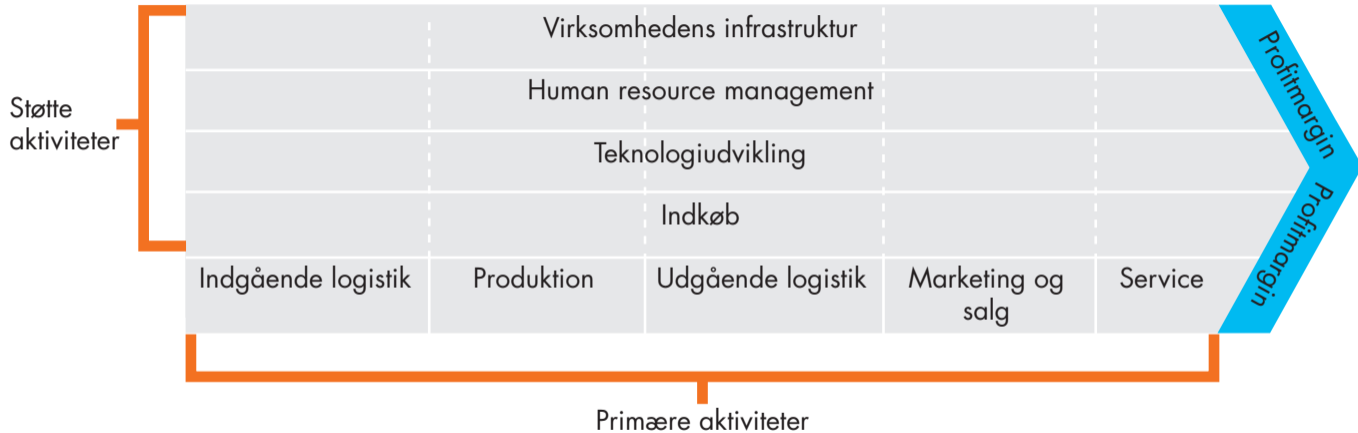 Virksomhedens infrastruktur
Human resource management
Støtte
aktiviteter
Teknologiudvikling
Indkøb
Profitmargin
Profitmargin
Indgående logistik
Produktion
Udgående logistik
Marketing og
salg
Service
Primære aktiviteter